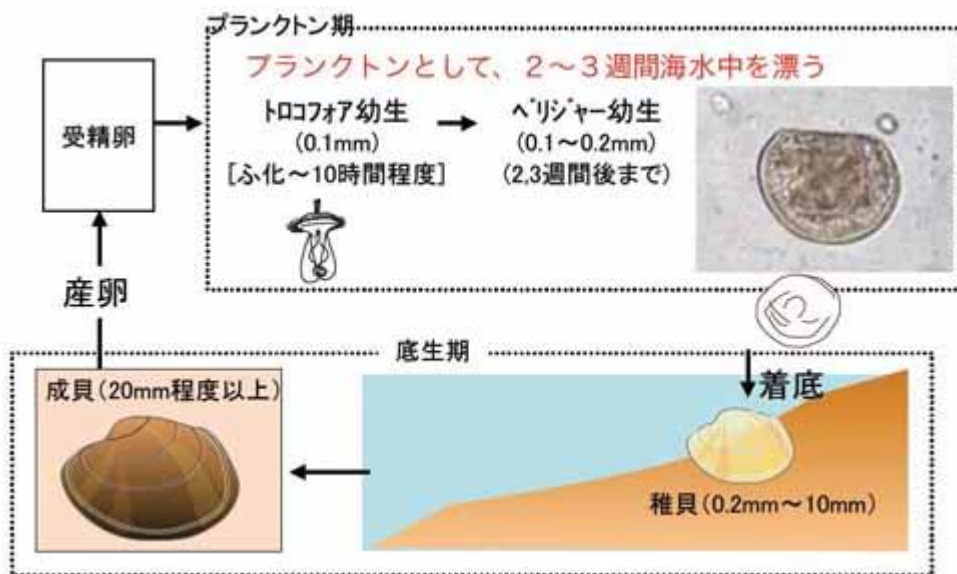 プランクトン期
プランクトンとして、２～３週間海水中を漂う
受精卵
トロコフォア幼生
(0.1mm)
[ふ化～10時間程度]
ﾍﾞﾘｼﾞｬｰ幼生
(0.1～0.2mm)
(2,3週間後まで)
産卵
底生期
着底
成貝(20mm程度以上)
稚貝(0.2mm～10mm)